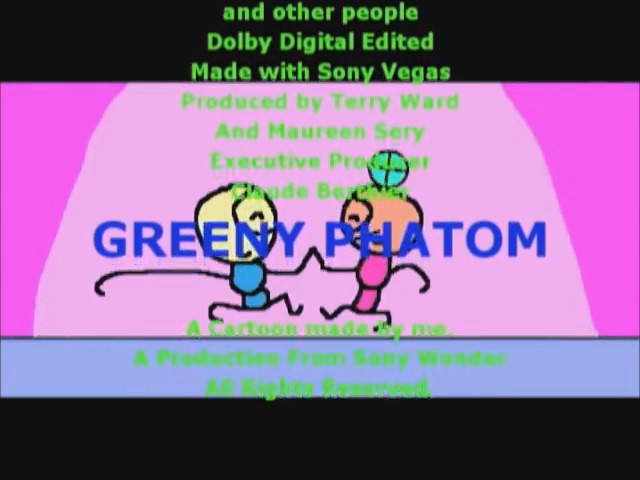 and other people
Dolby Digital Edited
Made with Sony Vegas
Produced by Terry Ward
And Maureen Sery
Executive Producer
Claude Berthier
GREENY PHATOM
A Cartoon made by me.
A Production From Sony Wonder
All Rights Reserved.